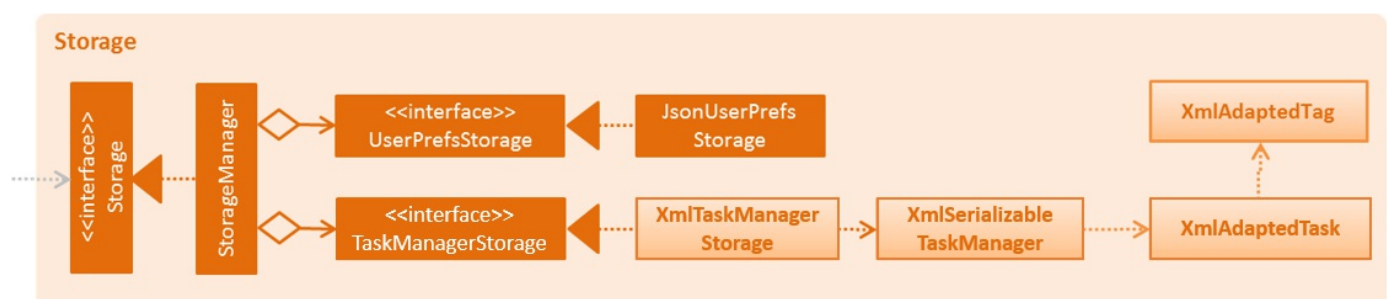 Storage
<<interface>>
Storage
StorageManager
<<interface>>
UserPrefsStorage
JsonUserPrefs
Storage
<<interface>>
TaskManagerStorage
XmlTaskManager
Storage
XmlSerializable
TaskManager
XmlAdaptedTag
XmlAdaptedTask